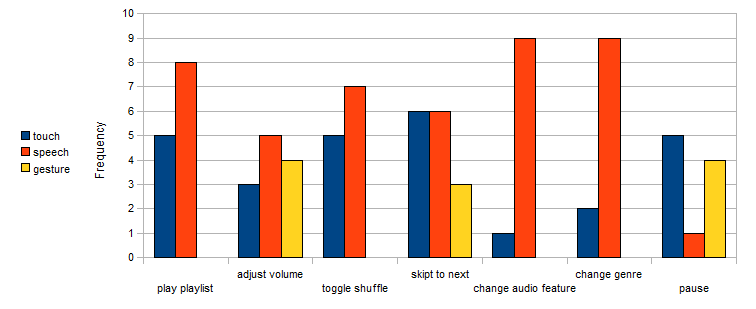 10
9
8
7
6
5
4
3
2
1
0
Frequency
touch
speech
gesture
play playlist
adjust volume
toggle shuffle
skipt to next
change audio feature
change genre
pause